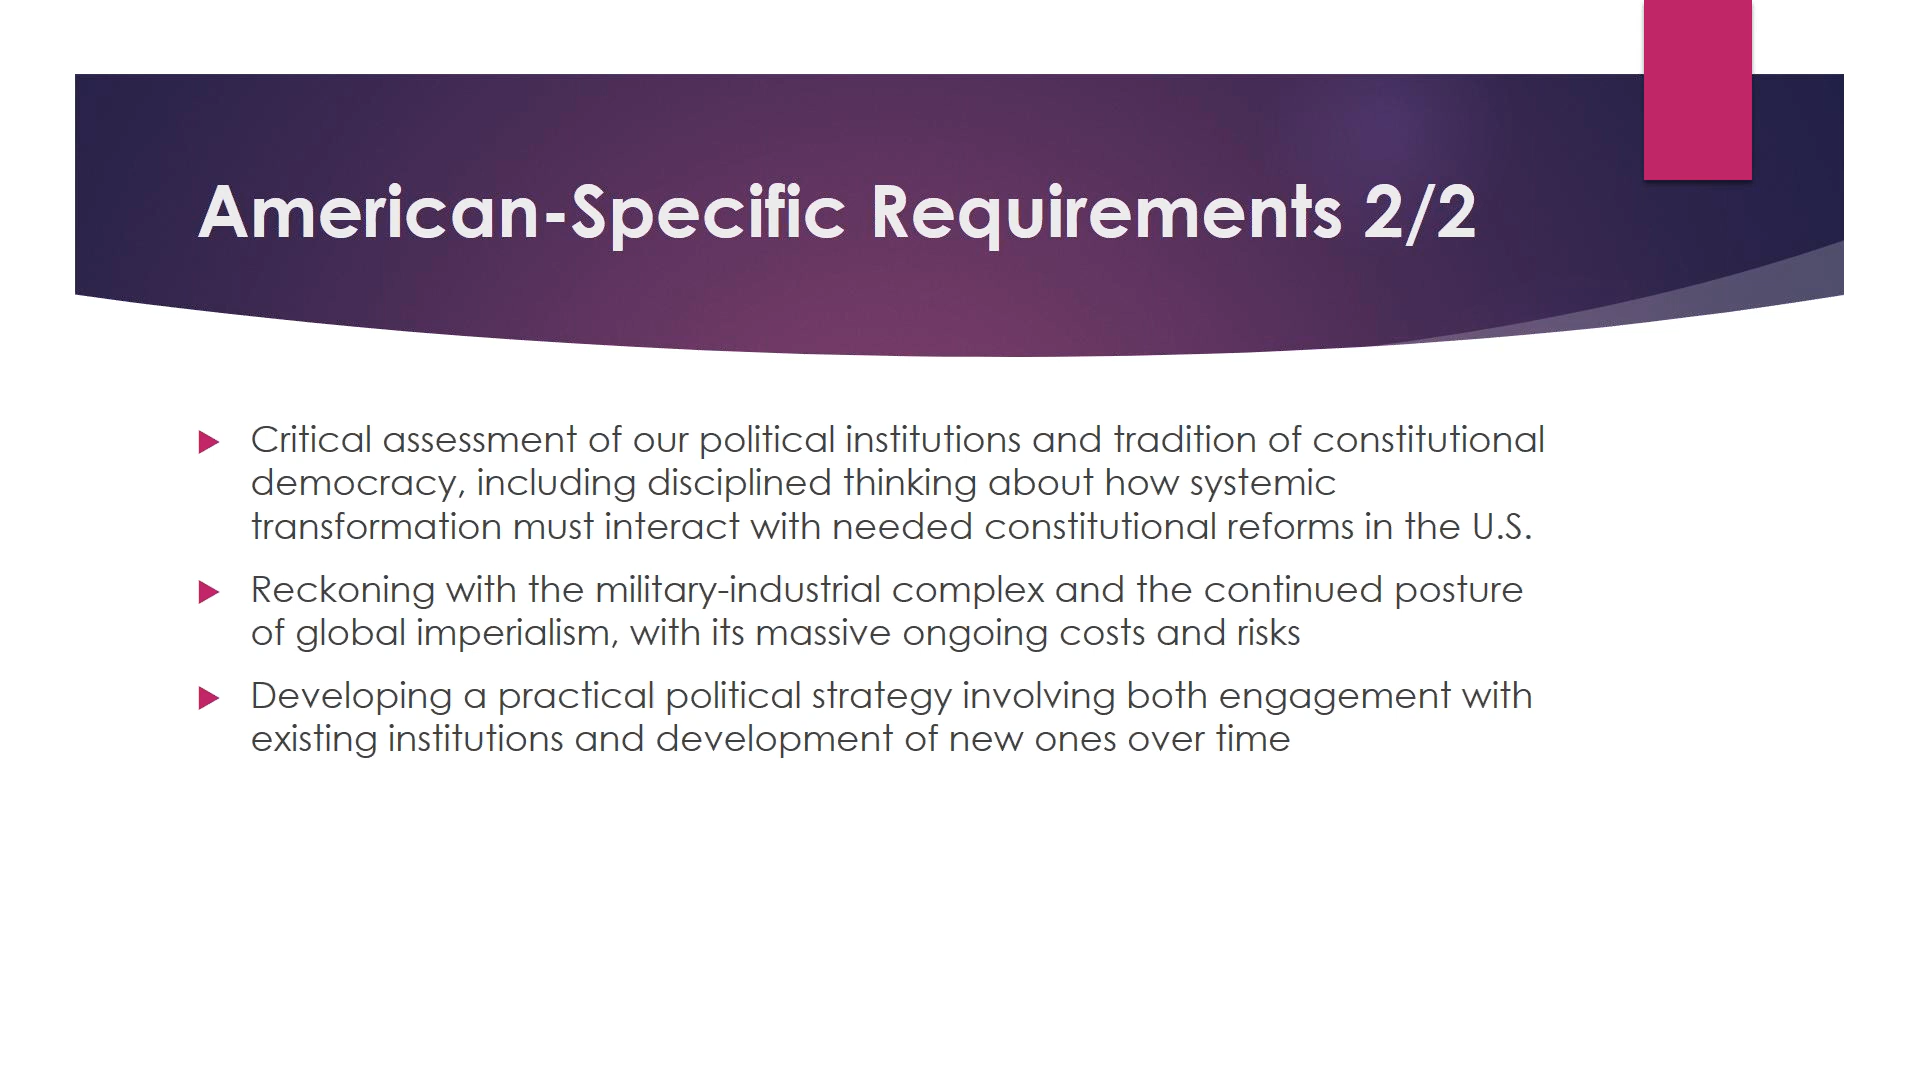 American-Specific Requirements 2/2
Critical assessment of our political institutions and tradition of constitutional
democracy, including disciplined thinking about how systemic
transformation must interact with needed constitutional reforms in the U.S.
Reckoning with the military-industrial complex and the continued posture
of global imperialism, with its massive ongoing costs and risks
Developing a practical political strategy involving both engagement with
existing institutions and development of new ones over time